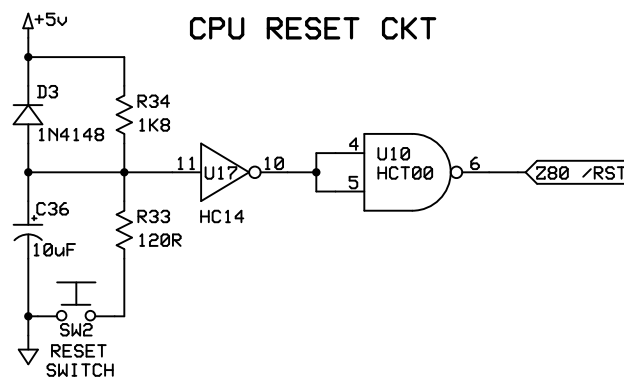 +5v
CPU RESET CKT
D3
1N4148
R34
1K8
11
U17
10
HC14
4
5
U10
HCT00
6
Z80 /RST
C36
+
10uF
R33
120R
SW2
RESET
SWITCH